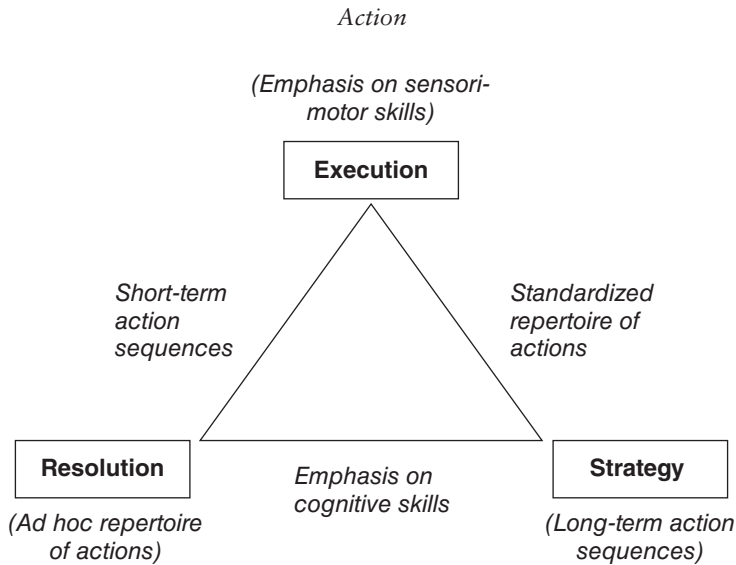 Action
(Emphasis on sensori-
motor skills)
Execution
Short-term
action
sequences
Standardized
repertoire of
actions
Resolution
(Ad hoc repertoire
of actions)
Emphasis on
cognitive skills
Strategy
(Long-term action
sequences)